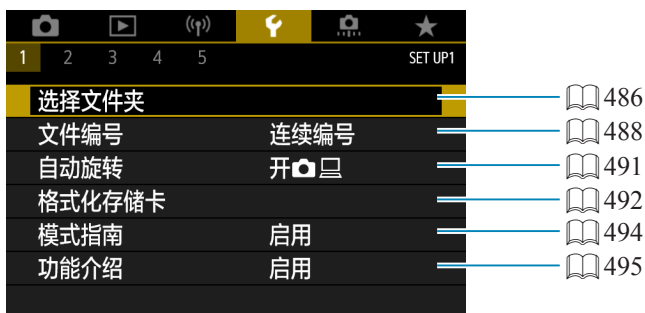 1 2 3 4 5 SET UP1
选择文件夹 486
文件编号 连续编号 488
自动旋转 开 491
格式化存储卡 492
模式指南 启用 494
功能介绍 启用 495